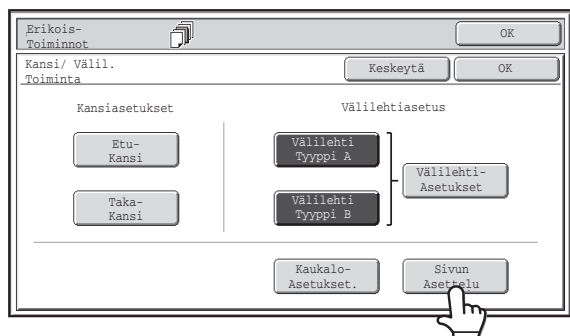 Erikois-
Toiminnot
OK
Kansi/ Välil.
Toiminta
Keskeytä
OK
Kansiasetukset
Välilehtiasetus
Etu-
Kansi
Välilehti
Tyyppi A
Välilehti-
Asetukset
Taka-
Kansi
Välilehti
Tyyppi B
Kaukalo-
Asetukset.
Sivun
Asettelu